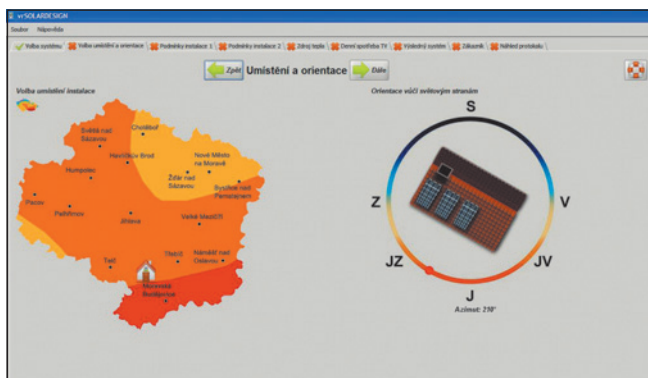 vrSOLARDESIGN
Soubor Nápověda
Volba systému Volba umístění a orientace Podmínky instalace 1 Podmínky instalace 2 Zdroj tepla Denní spotřeba TV Výsledný systém Zákazník Náhled protokolu
Zpět Umístění a orientace Dále
Volba umístění instalace
Orientace vůči světovým stranám
Chotěboř
Světlá nad
Sázavou
Havlíčkův Brod
Nové Město
na Moravě
Humpolec
Žďár nad
Sázavou
Bystřice nad
Pernštejnem
Pacov
Pelhřimov
Jihlava
Velké Meziříčí
Telč
Třebíč
Náměšť nad
Oslavou
Moravské
Budějovice
S
Z
V
JZ
JV
J
Azimut: 210°